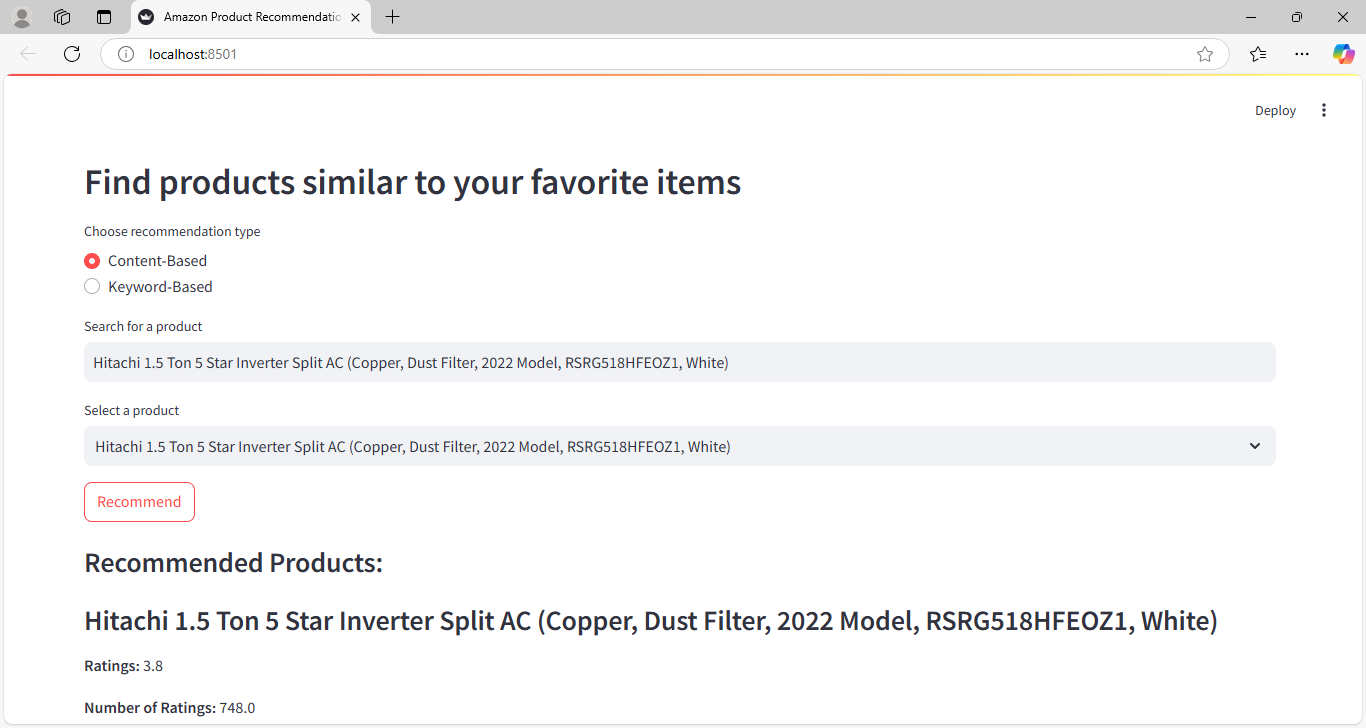 Amazon Product Recommendatio
localhost:8501
Deploy
Find products similar to your favorite items
Choose recommendation type
Content-Based
Keyword-Based
Search for a product
Hitachi 1.5 Ton 5 Star Inverter Split AC (Copper, Dust Filter, 2022 Model, RSRG518HFEOZ1, White)
Select a product
Hitachi 1.5 Ton 5 Star Inverter Split AC (Copper, Dust Filter, 2022 Model, RSRG518HFEOZ1, White)
Recommend
Recommended Products:
Hitachi 1.5 Ton 5 Star Inverter Split AC (Copper, Dust Filter, 2022 Model, RSRG518HFEOZ1, White)
Ratings: 3.8
Number of Ratings: 748.0